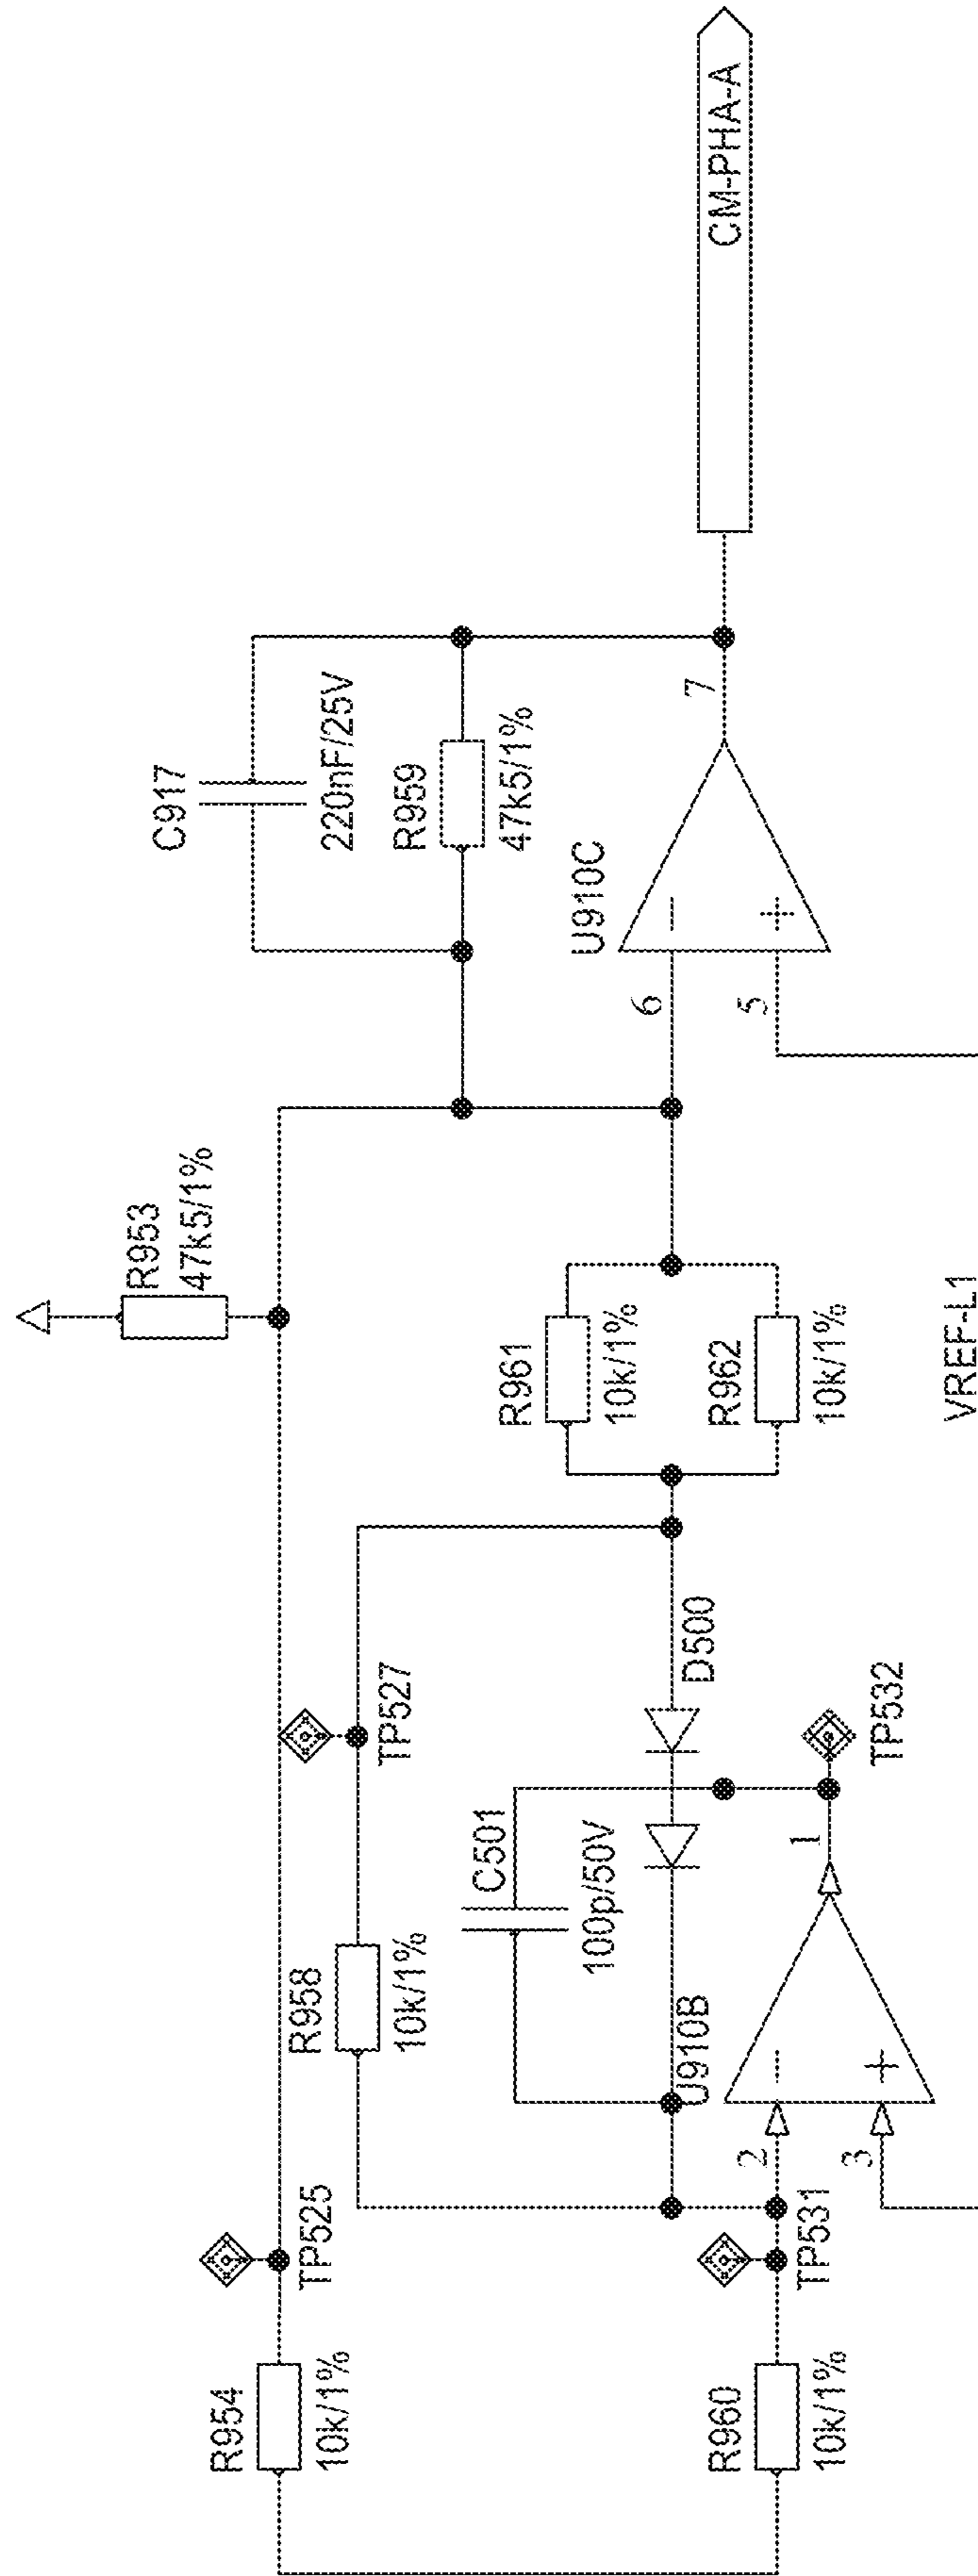 R954
10k/1%
TP525
R953
47k5/1%
C917
220nF/25V
R959
47k5/1%
CM-PHA-A
7
U910C
6
5
R961
10k/1%
R962
10k/1%
VREF-L1
R958
10k/1%
TP527
C501
100p/50V
D500
U910B
TP532
1
2
3
TP531
R960
10k/1%